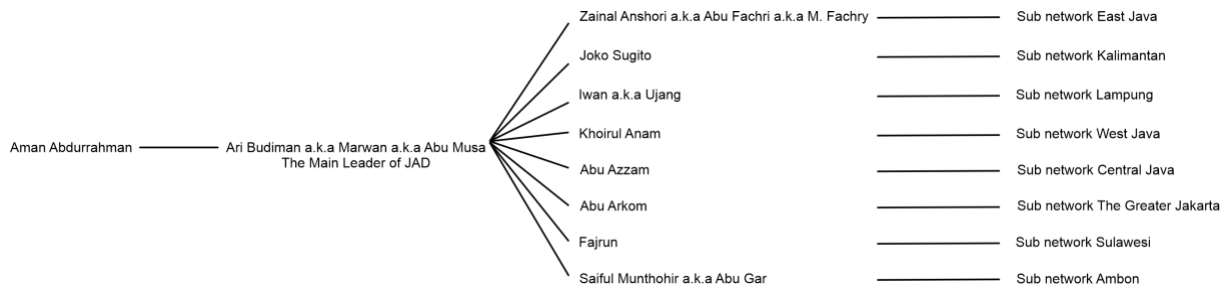 Zainal Anshori a.k.a Abu Fachri a.k.a M. Fachry
Sub network East Java
Joko Sugito
Sub network Kalimantan
Iwan a.k.a Ujang
Sub network Lampung
Khoirul Anam
Sub network West Java
Aman Abdurrahman
Ari Budiman a.k.a Marwan a.k.a Abu Musa
The Main Leader of JAD
Abu Azzam
Sub network Central Java
Abu Arkom
Sub network The Greater Jakarta
Fajrun
Sub network Sulawesi
Saiful Munthohir a.k.a Abu Gar
Sub network Ambon